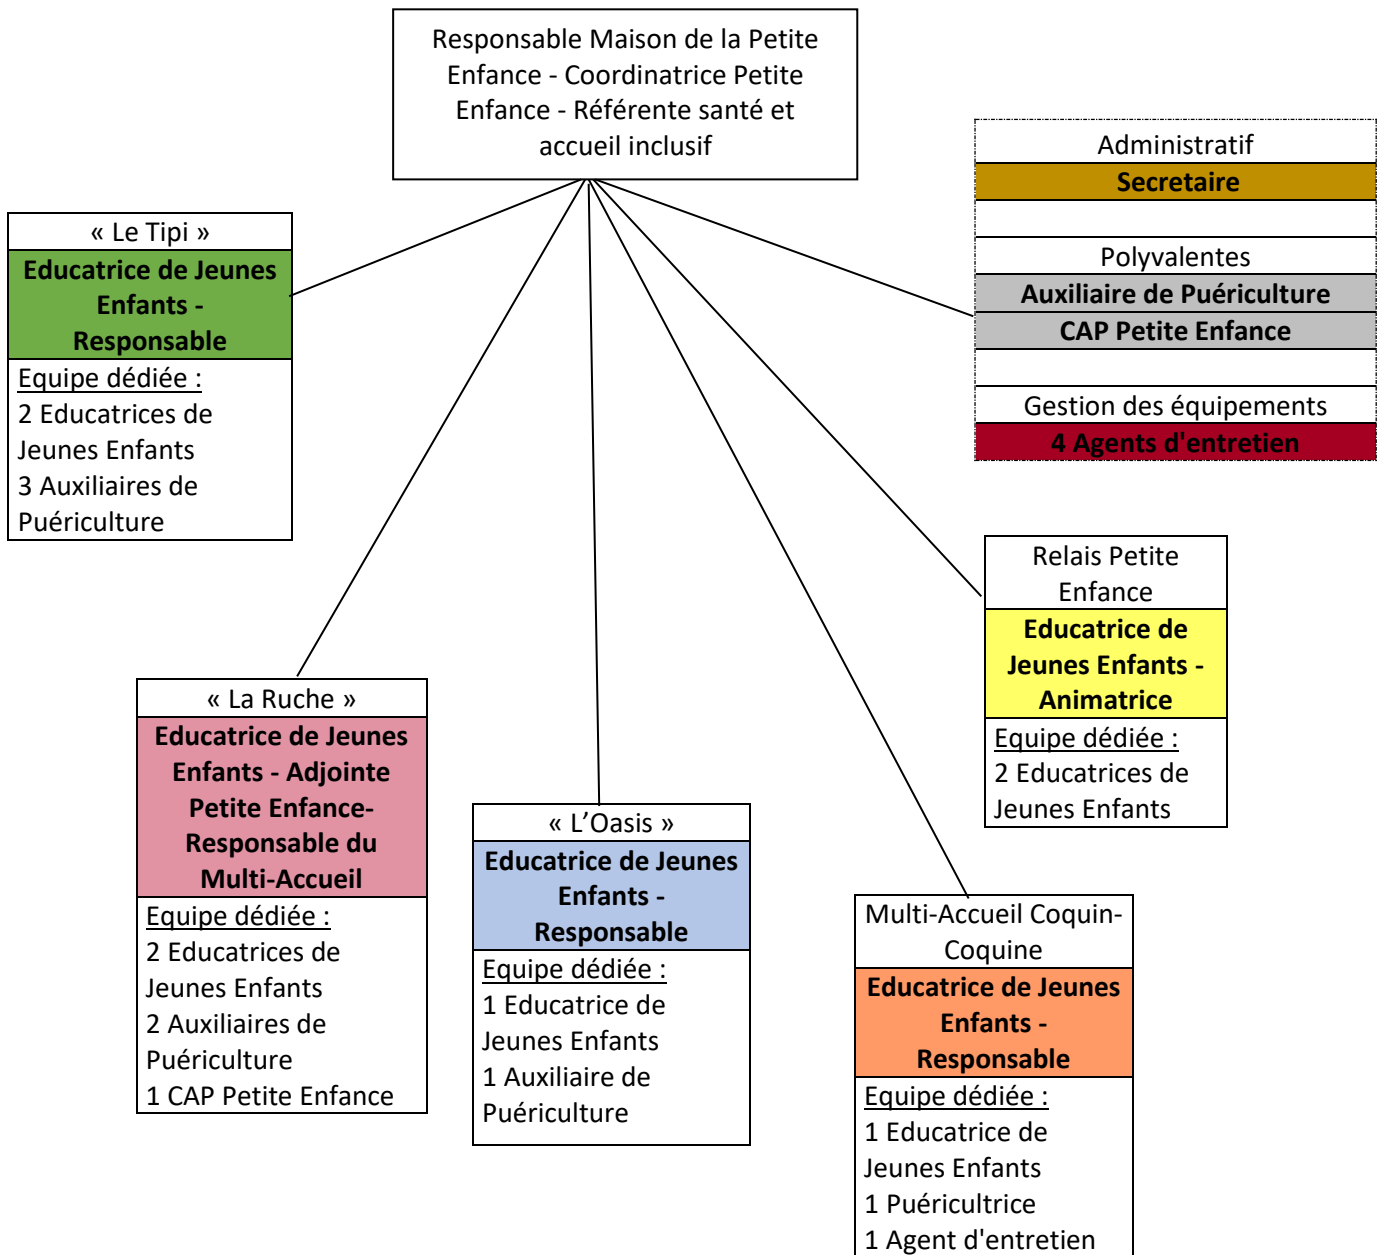 Responsable Maison de la Petite
Enfance - Coordinatrice Petite
Enfance - Référente santé et
accueil inclusif
Administratif
Secretaire
Polyvalentes
Auxiliaire de Puériculture
CAP Petite Enfance
Gestion des équipements
4 Agents d'entretien
« Le Tipi »
Educatrice de Jeunes
Enfants -
Responsable
Equipe dédiée :
2 Educatrices de
Jeunes Enfants
3 Auxiliaires de
Puériculture
Relais Petite
Enfance
Educatrice de
Jeunes Enfants -
Animatrice
Equipe dédiée :
2 Educatrices de
Jeunes Enfants
« La Ruche »
Educatrice de Jeunes
Enfants - Adjointe
Petite Enfance-
Responsable du
Multi-Accueil
Equipe dédiée :
2 Educatrices de
Jeunes Enfants
2 Auxiliaires de
Puériculture
1 CAP Petite Enfance
« L’Oasis »
Educatrice de Jeunes
Enfants -
Responsable
Equipe dédiée :
1 Educatrice de
Jeunes Enfants
1 Auxiliaire de
Puériculture
Multi-Accueil Coquin-
Coquine
Educatrice de Jeunes
Enfants -
Responsable
Equipe dédiée :
1 Educatrice de
Jeunes Enfants
1 Puéricultrice
1 Agent d'entretien